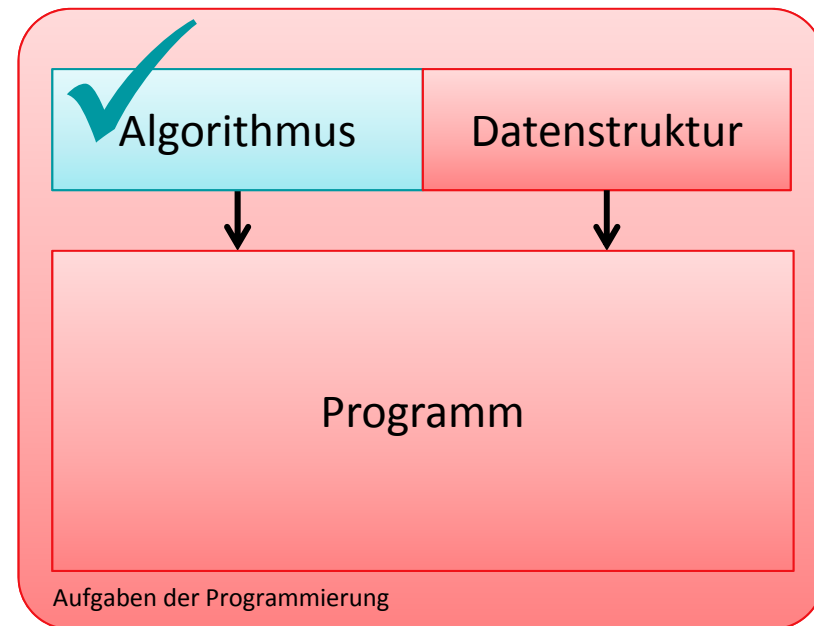 Algorithmus
Datenstruktur
Programm
Aufgaben der Programmierung